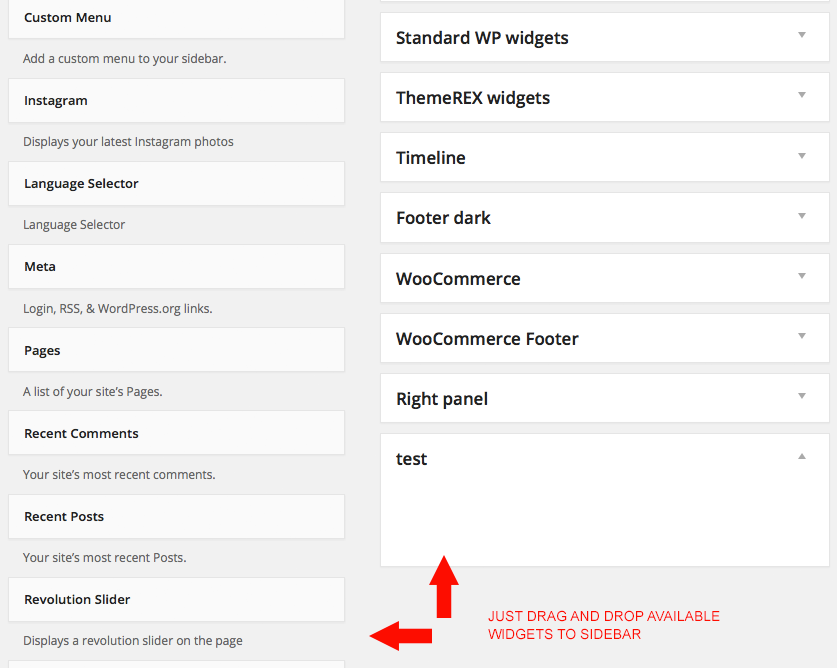 Custom Menu
Add a custom menu to your sidebar.
Instagram
Displays your latest Instagram photos
Language Selector
Language Selector
Meta
Login, RSS, & WordPress.org links.
Pages
A list of your site’s Pages.
Recent Comments
Your site’s most recent comments.
Recent Posts
Your site’s most recent Posts.
Revolution Slider
Displays a revolution slider on the page
Standard WP widgets
ThemeREX widgets
Timeline
Footer dark
WooCommerce
WooCommerce Footer
Right panel
test
JUST DRAG AND DROP AVAILABLE
WIDGETS TO SIDEBAR